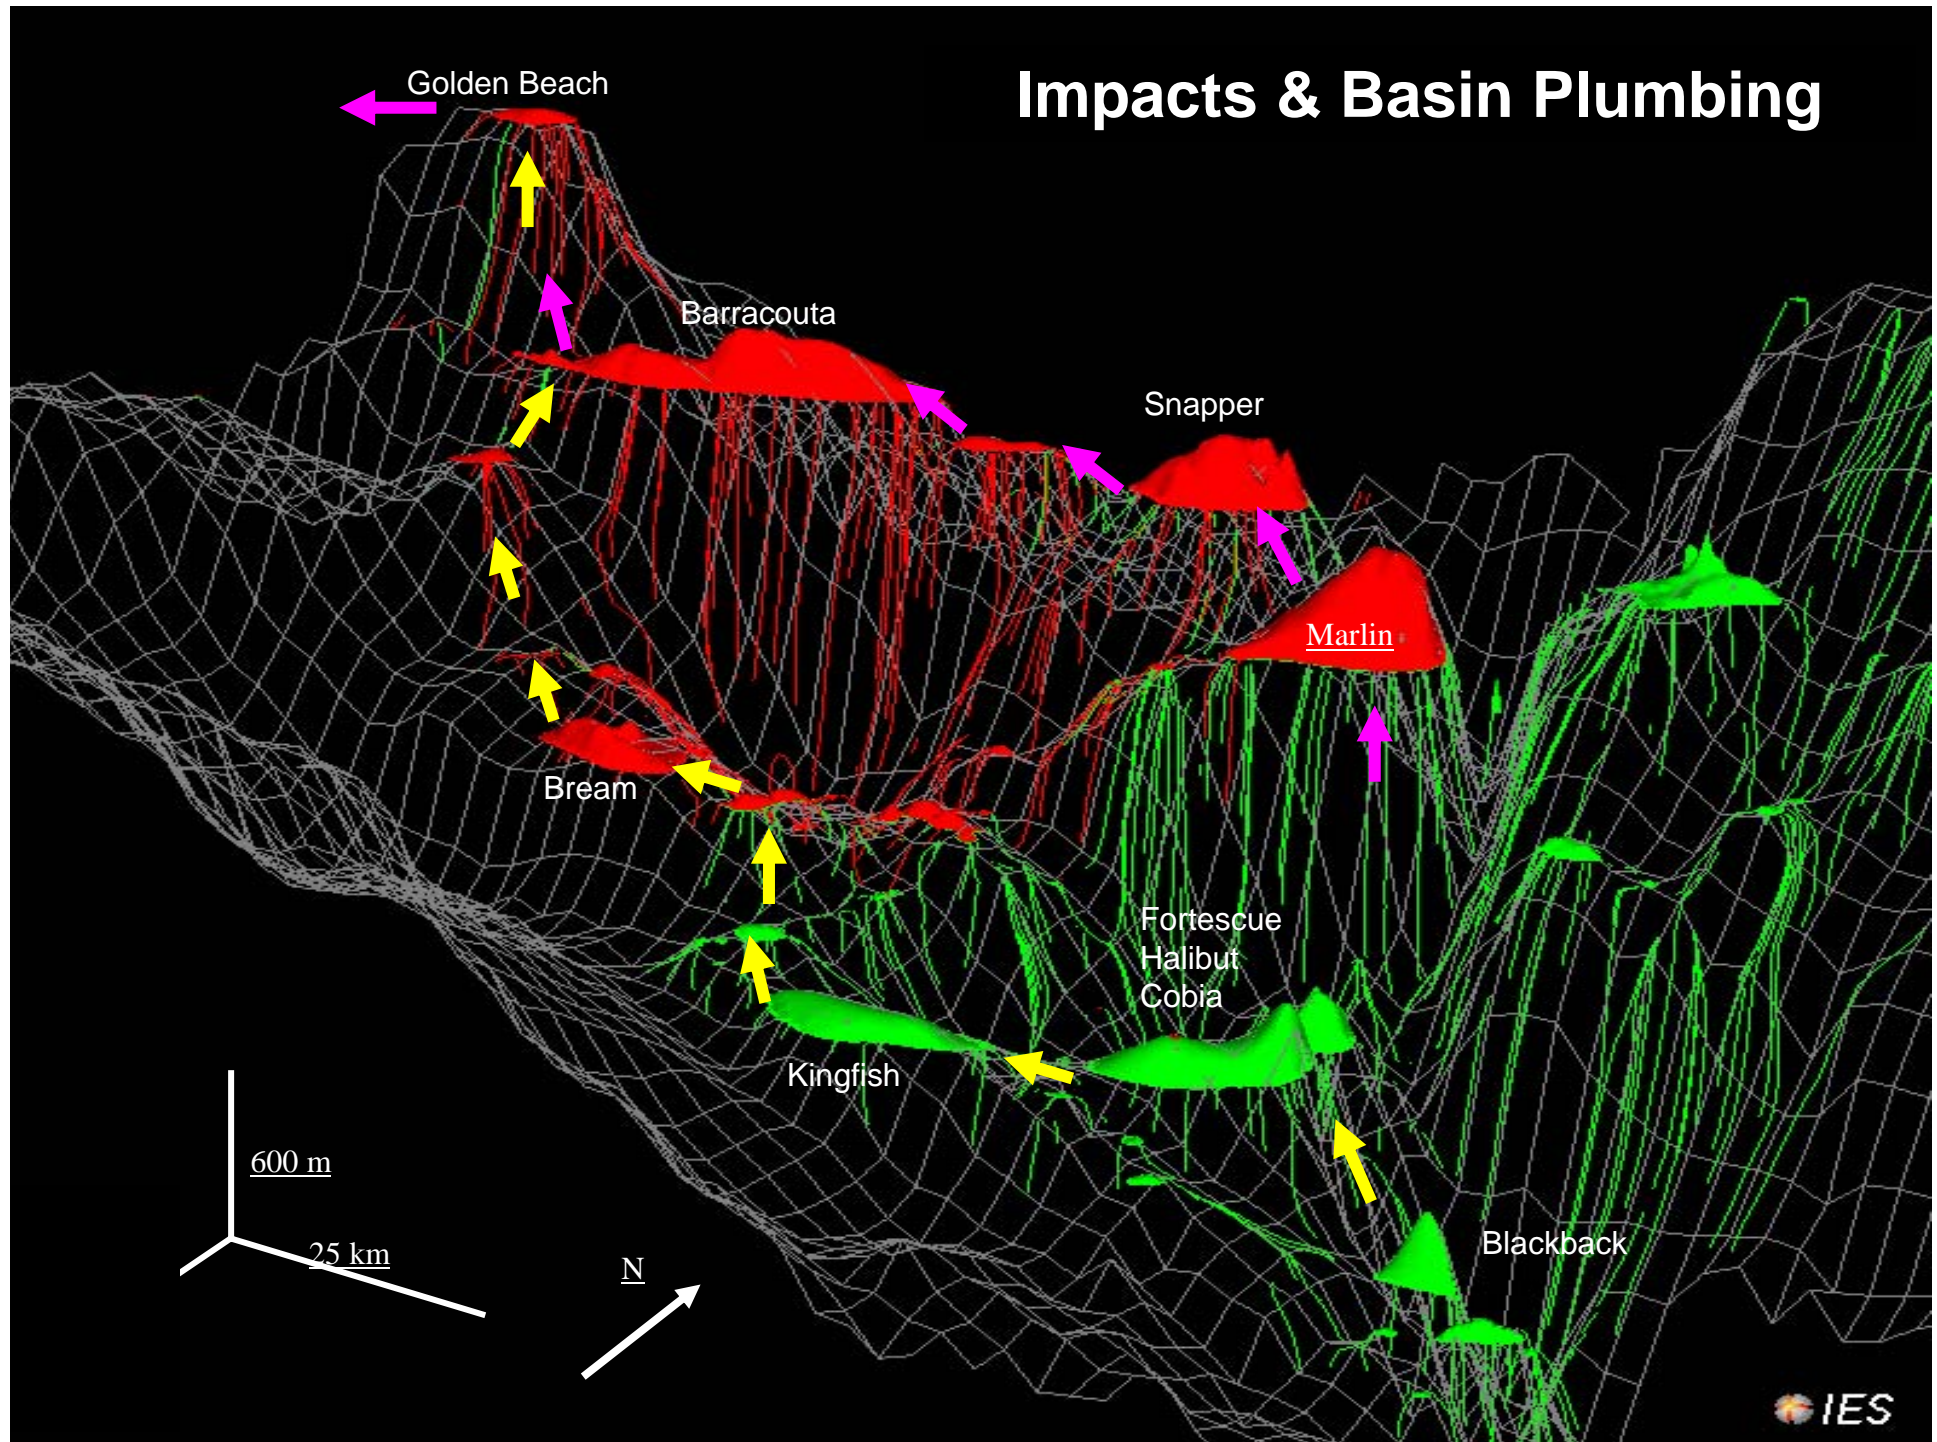 Impacts & Basin Plumbing
Golden Beach
Barracouta
Snapper
Marlin
Bream
Fortescue
Halibut
Cobia
Kingfish
Blackback
600 m
25 km
N
IES